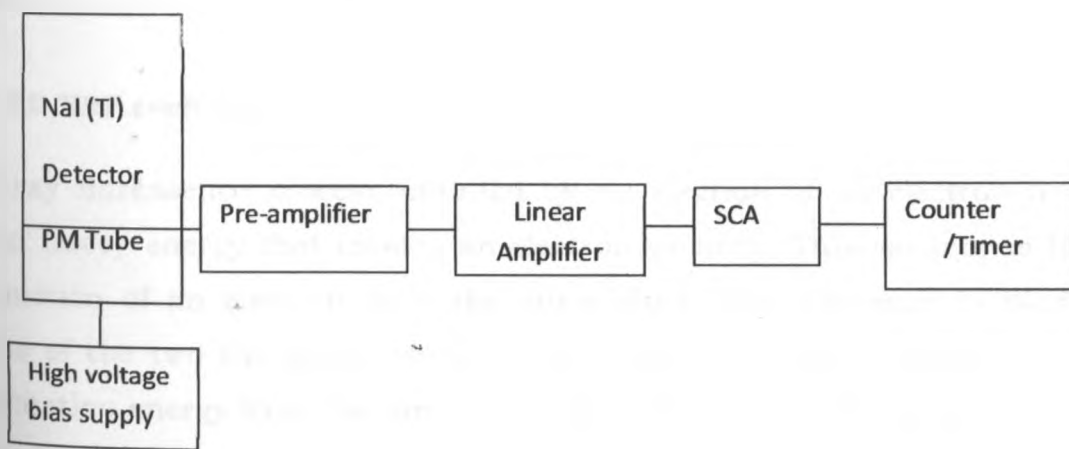 NaI (Tl)
Detector
PM Tube
Pre-amplifier
Linear
Amplifier
SCA
Counter
/Timer
High voltage
bias supply